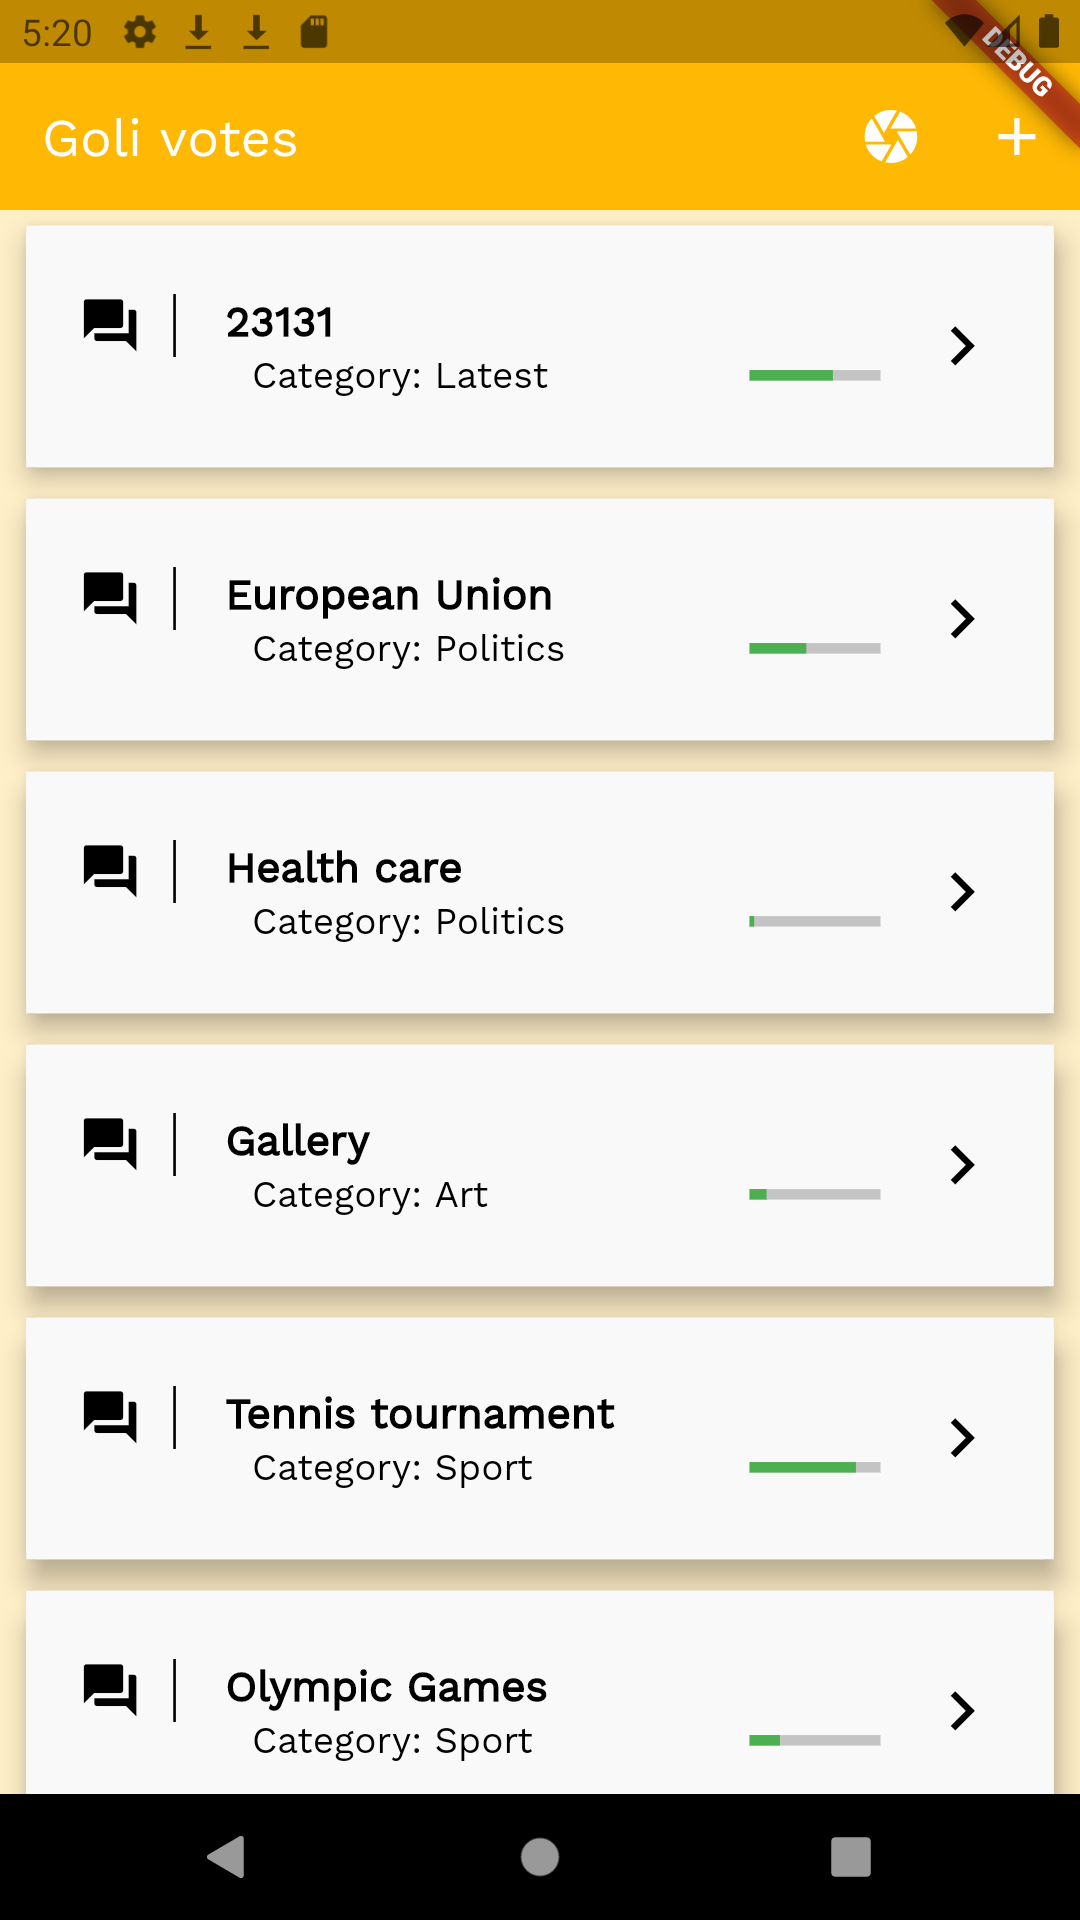 5:20
DEBUG
Goli votes
23131
Category: Latest
European Union
Category: Politics
Health care
Category: Politics
Gallery
Category: Art
Tennis tournament
Category: Sport
Olympic Games
Category: Sport